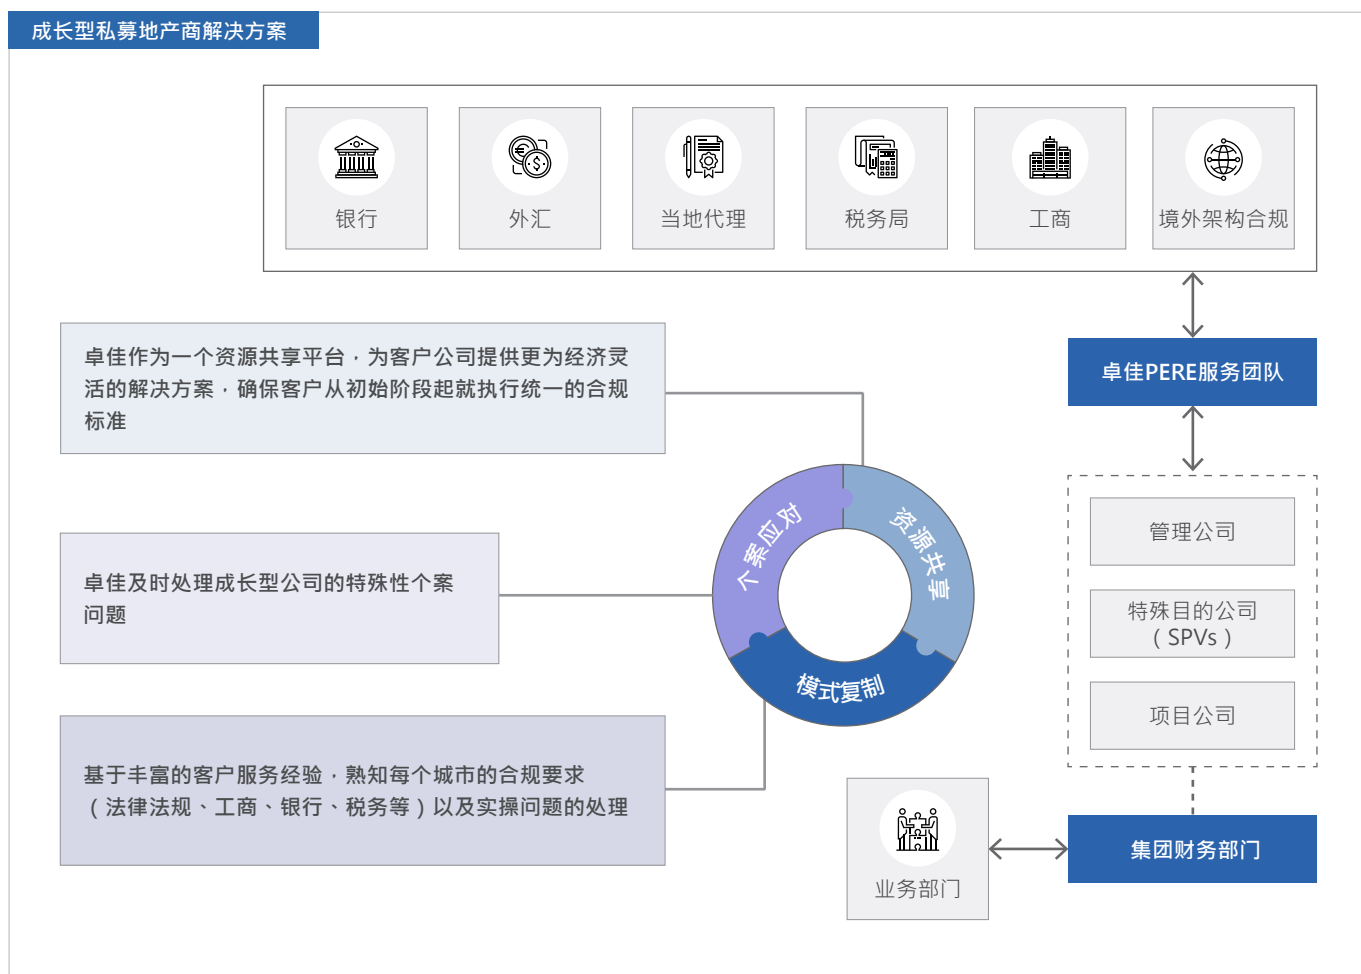 成长型私募地产商解决方案
银行
外汇
当地代理
税务局
工商
境外架构合规
卓佳作为一个资源共享平台，为客户公司提供更为经济灵
活的解决方案，确保客户从初始阶段起就执行统一的合规
标准
卓佳PERE服务团队
个案应对
资源共享
模式复制
管理公司
特殊目的公司
（SPVs）
项目公司
卓佳及时处理成长型公司的特殊性个案
问题
基于丰富的客户服务经验，熟知每个城市的合规要求
（法律法规、工商、银行、税务等）以及实操问题的处理
业务部门
集团财务部门